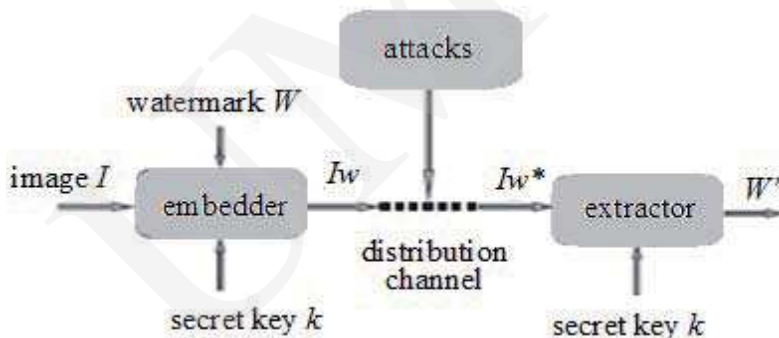 attacks
watermark W
image I
embedder
Iw
Iw*
extractor
distribution
channel
secret key k
secret key k